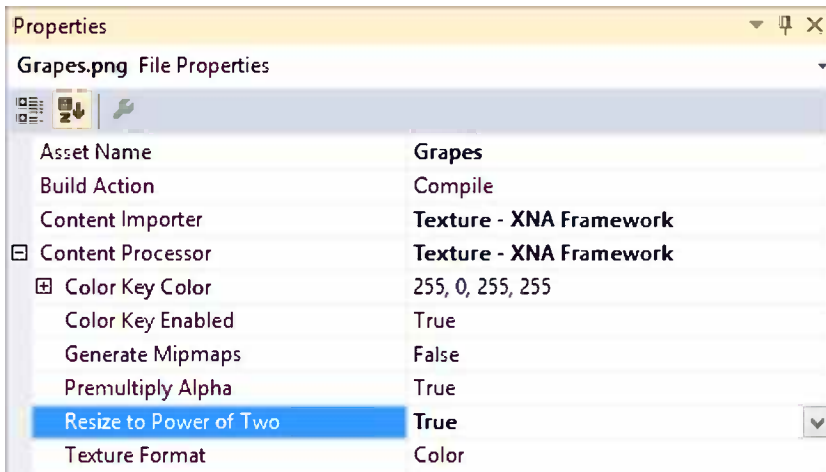 Properties
Grapes.png File Properties
Asset Name Grapes
Build Action Compile
Content Importer Texture - XNA Framework
Content Processor Texture - XNA Framework
Color Key Color 255, 0, 255, 255
Color Key Enabled True
Generate Mipmaps False
Premultiply Alpha True
Resize to Power of Two True
Texture Format Color